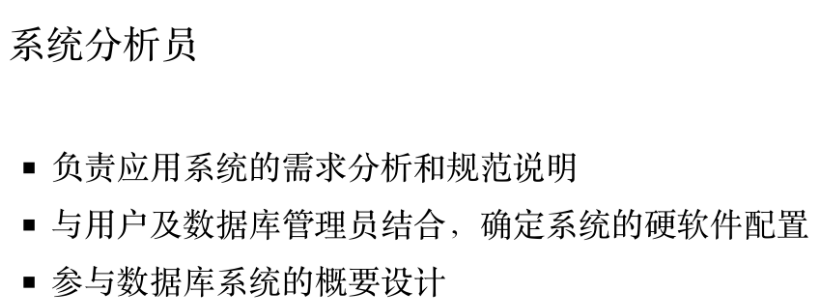 系统分析员
▪ 负责应用系统的需求分析和规范说明
▪ 与用户及数据库管理员结合，确定系统的硬软件配置
▪ 参与数据库系统的概要设计